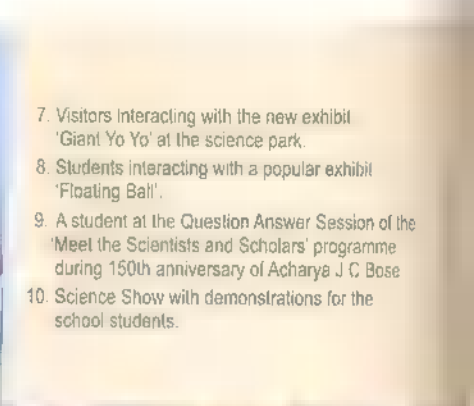 7. Visitors Interacting with the new exhibit
'Giant Yo Yo' at the science park.
8. Students interacting with a popular exhibit
'Floating Ball'.
9. A student at the Question Answer Session of the
'Meet the Scientists and Scholars' programme
during 150th anniversary of Acharya J C Bose
10. Science Show with demonstrations for the
school students.